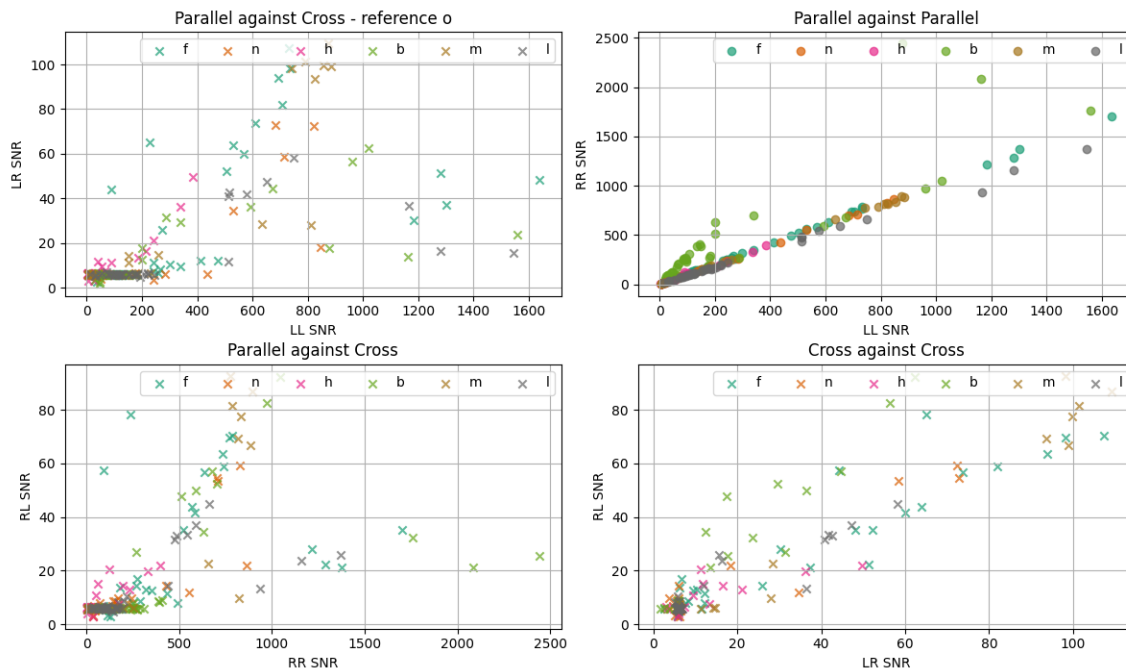 Parallel against Cross - reference o
f n h b m l
100
80
60
40
20
0
LR SNR
0 200 400 600 800 1000 1200 1400 1600
LL SNR
Parallel against Parallel
f n h b m l
2500
2000
1500
1000
500
0
RR SNR
0 200 400 600 800 1000 1200 1400 1600
LL SNR
Parallel against Cross
f n h b m l
80
60
40
20
0
RL SNR
0 500 1000 1500 2000 2500
RR SNR
Cross against Cross
f n h b m l
80
60
40
20
0
RL SNR
0 20 40 60 80 100
LR SNR